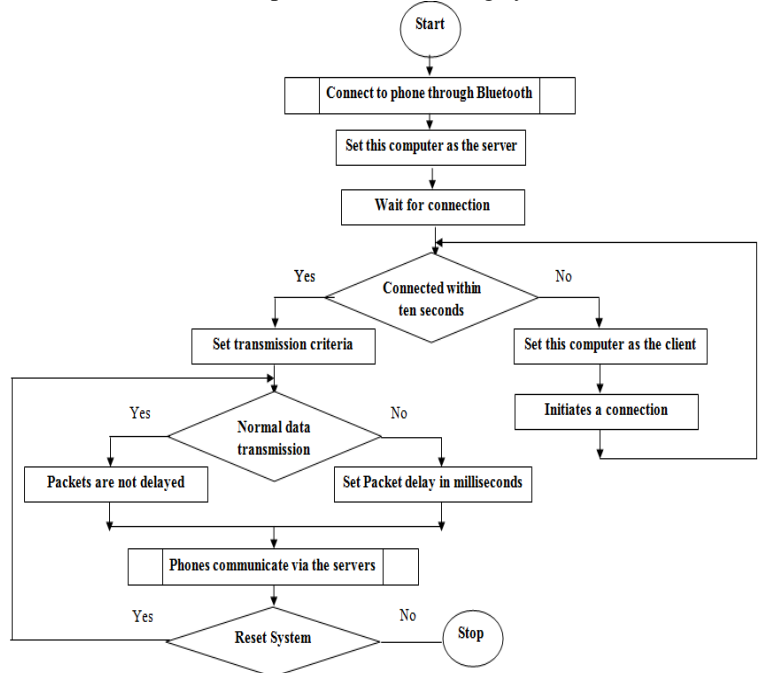 Start
Connect to phone through Bluetooth
Set this computer as the server
Wait for connection
Connected within
ten seconds
Yes
No
Set transmission criteria
Set this computer as the client
Initiates a connection
Normal data
transmission
Yes
No
Packets are not delayed
Set Packet delay in milliseconds
Phones communicate via the servers
Reset System
Yes
No
Stop